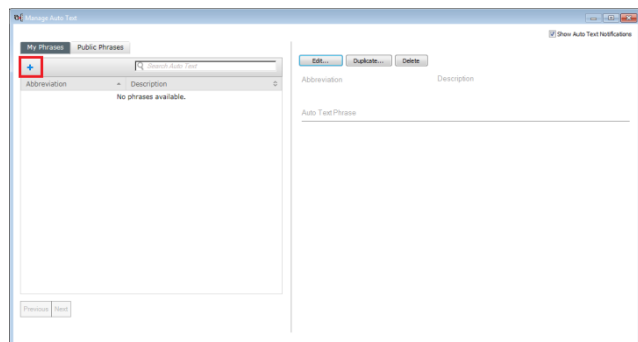 Manage Auto Text
Show Auto Text Notifications
My Phrases Public Phrases
+ Search Auto Text
Abbreviation Description
No phrases available.
Previous Next
Edit... Duplicate... Delete
Abbreviation Description
Auto Text Phrase